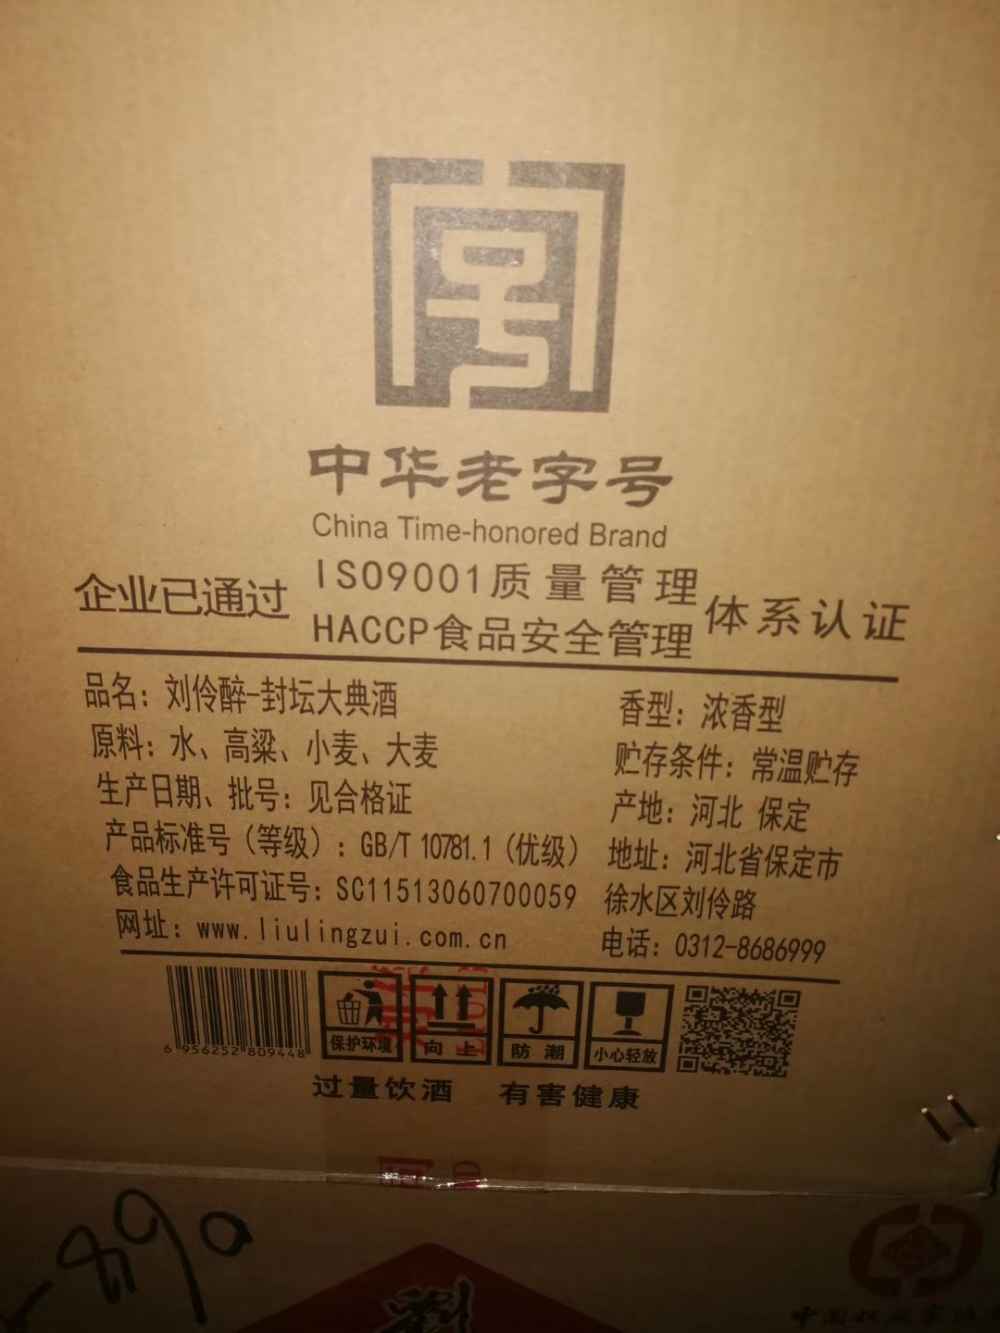 中华老字号
China Time-honored Brand
企业已通过 ISO9001质量管理 体系认证
HACCP食品安全管理
品名：刘伶醉-封坛大典酒
香型：浓香型
原料：水、高粱、小麦、大麦
贮存条件：常温贮存
生产日期、批号：见合格证
产地：河北 保定
产品标准号（等级）：GB/T 10781.1（优级）
地址：河北省保定市
食品生产许可证号：SC11513060700059
徐水区刘伶路
网址：www.liulingzui.com.cn
电话：0312-8686999
6 956252 809448
保护环境
向上
防潮
小心轻放
过量饮酒 有害健康